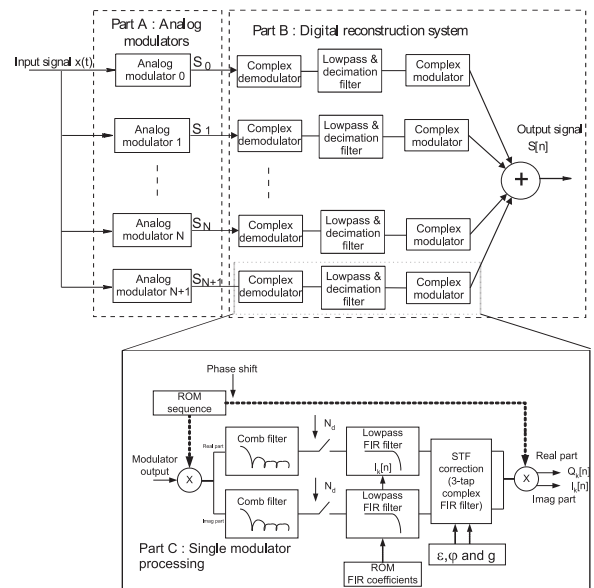 Part A : Analog
modulators
Part B : Digital reconstruction system
Input signal x(t)
Analog
modulator 0
S0
Complex
demodulator
Lowpass &
decimation
filter
Complex
modulator
Analog
modulator 1
S1
Complex
demodulator
Lowpass &
decimation
filter
Complex
modulator
Output signal
S[n]
+
Analog
modulator N
SN
Complex
demodulator
Lowpass &
decimation
filter
Complex
modulator
Analog
modulator N+1
SN+1
Complex
demodulator
Lowpass &
decimation
filter
Complex
modulator
Phase shift
ROM
sequence
Modulator
output
X
Real part
Comb filter
Nd
Lowpass
FIR filter
Ik[n]
STF
correction
(3-tap
complex
FIR filter)
X
Real part
Qk[n]
Ik[n]
Imag part
Imag part
Comb filter
Nd
Lowpass
FIR filter
Part C : Single modulator
processing
ROM
FIR coefficients
ε,φ and g